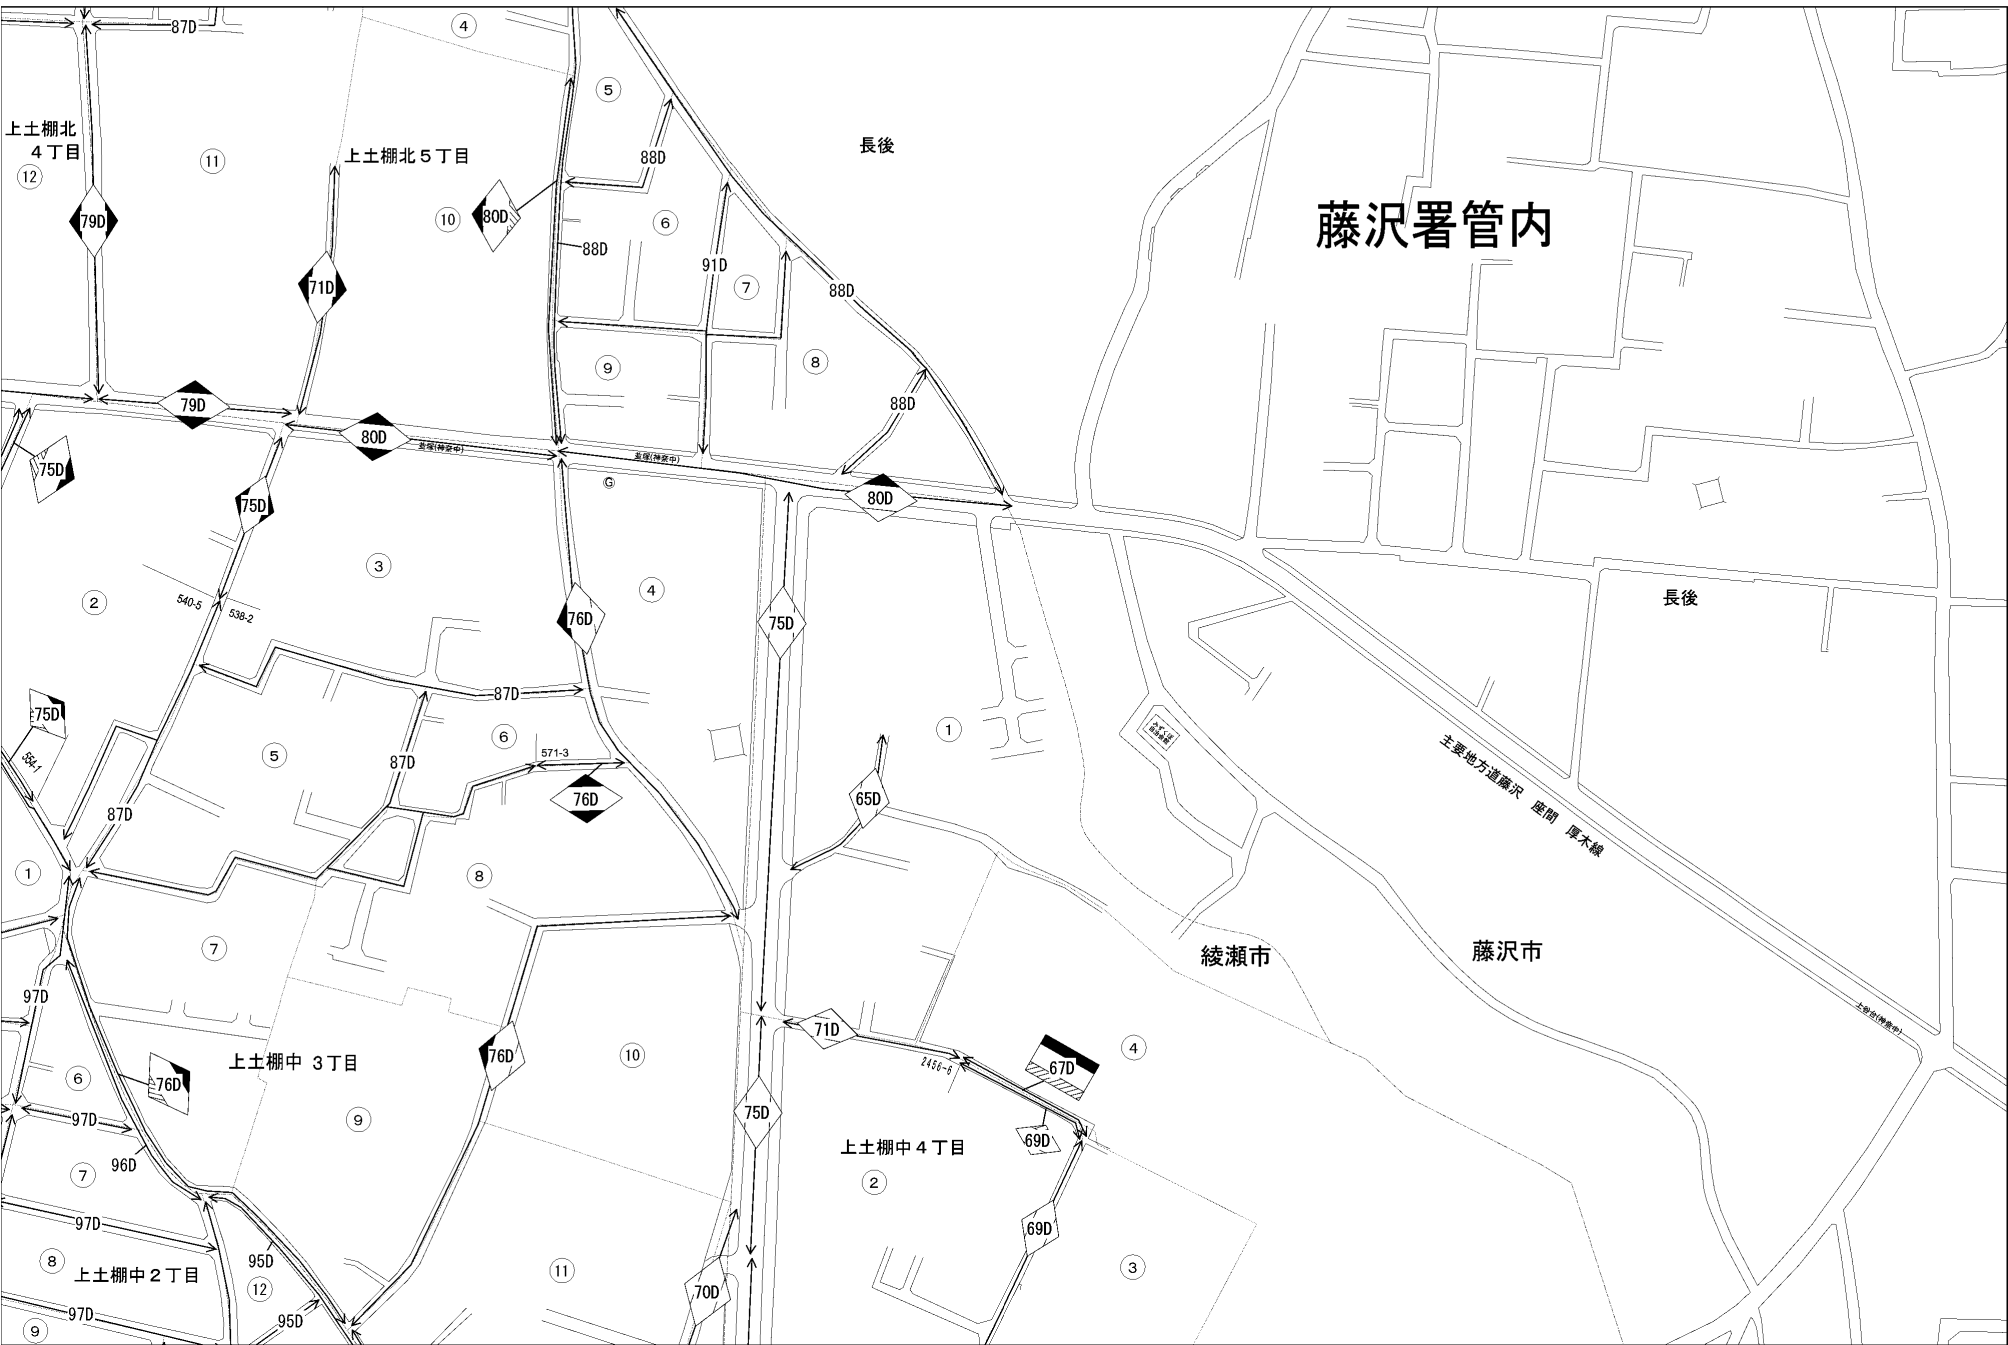 87D
④
⑤
上土棚北
４丁目
⑫
⑪
上土棚北５丁目
88D
長後
79D
⑩
80D
⑥
藤沢署管内
88D
71D
91D
⑦
88D
⑨
⑧
79D
88D
80D
75D
G
80D
75D
③
④
②
540-5
538-2
76D
75D
長後
87D
75D
554-1
⑤
⑥
571-3
①
主要地方道藤沢　座間　厚木線
87D
76D
65D
87D
①
⑧
⑦
綾瀬市
藤沢市
97D
71D
上土棚中 ３丁目
76D
⑩
④
2456-6
67D
⑥
76D
97D
⑨
75D
69D
96D
上土棚中４丁目
⑦
②
97D
69D
⑧
95D
上土棚中２丁目
⑫
⑪
③
70D
97D
95D
⑨